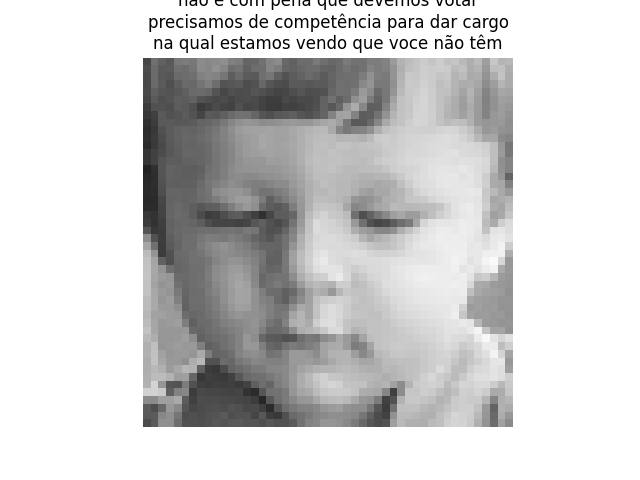 não é com pena que devemos votar
precisamos de competência para dar cargo
na qual estamos vendo que voce não têm